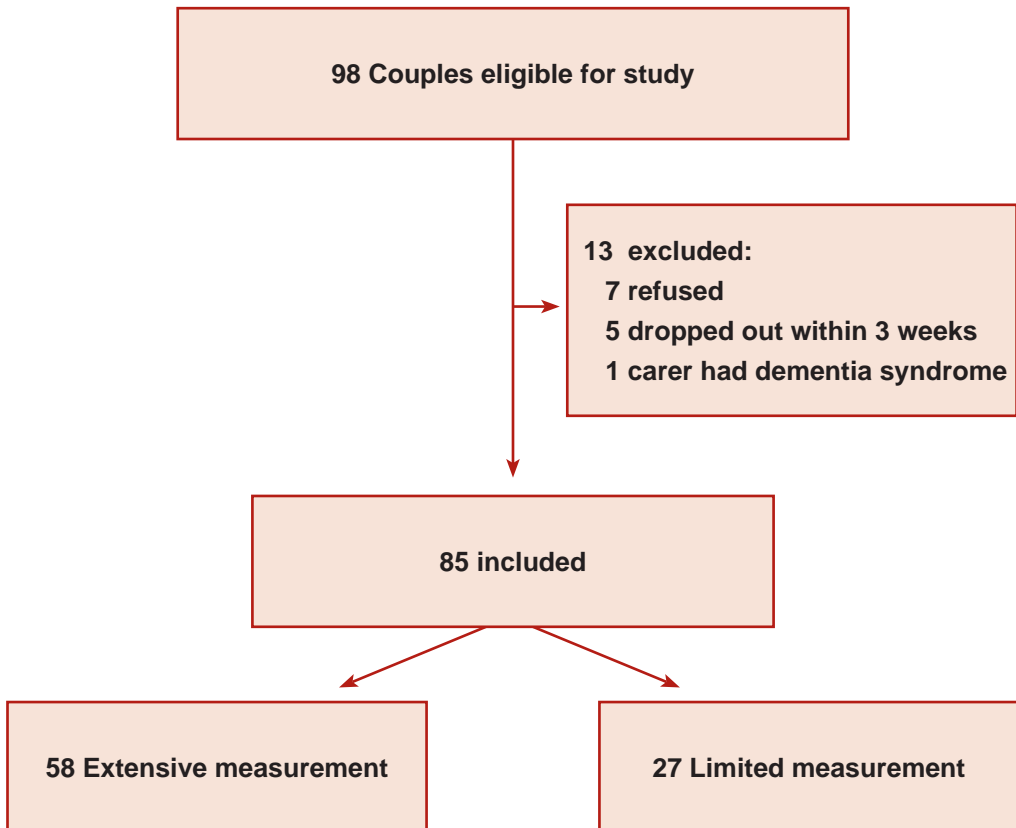 98 Couples eligible for study
13 excluded:
7 refused
5 dropped out within 3 weeks
1 carer had dementia syndrome
85 included
58 Extensive measurement
27 Limited measurement